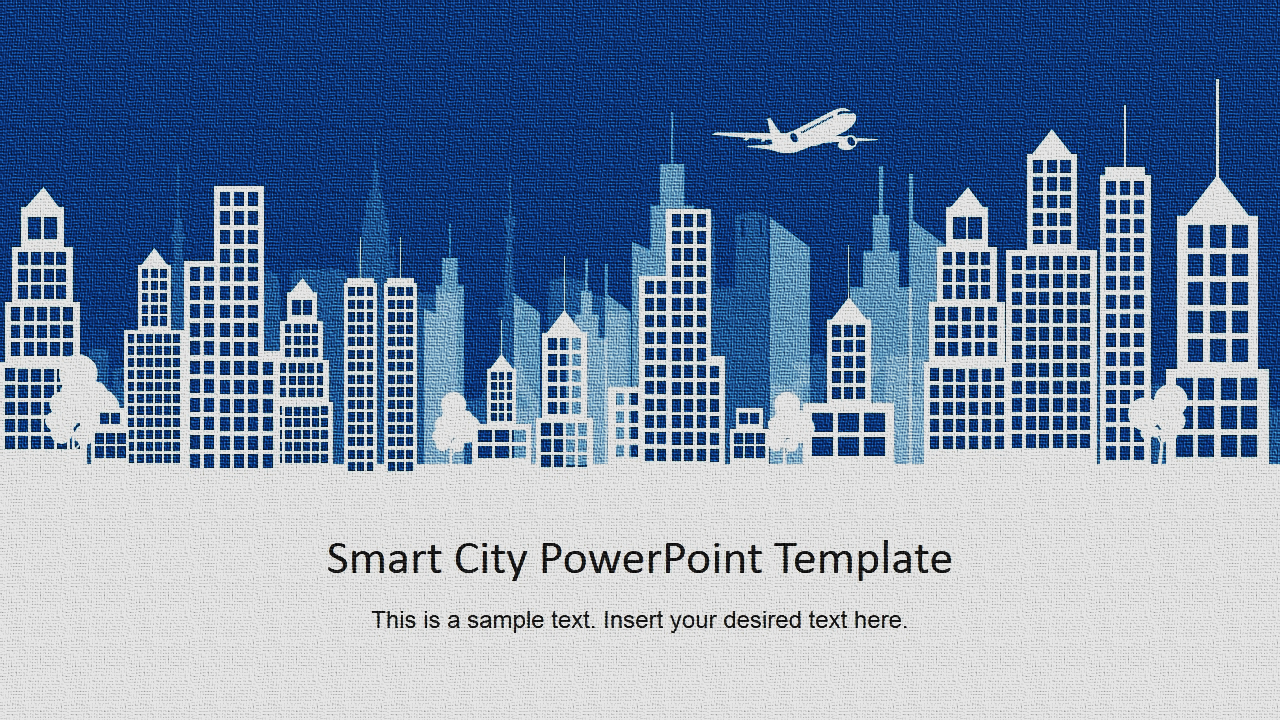 Smart City PowerPoint Template
This is a sample text. Insert your desired text here.